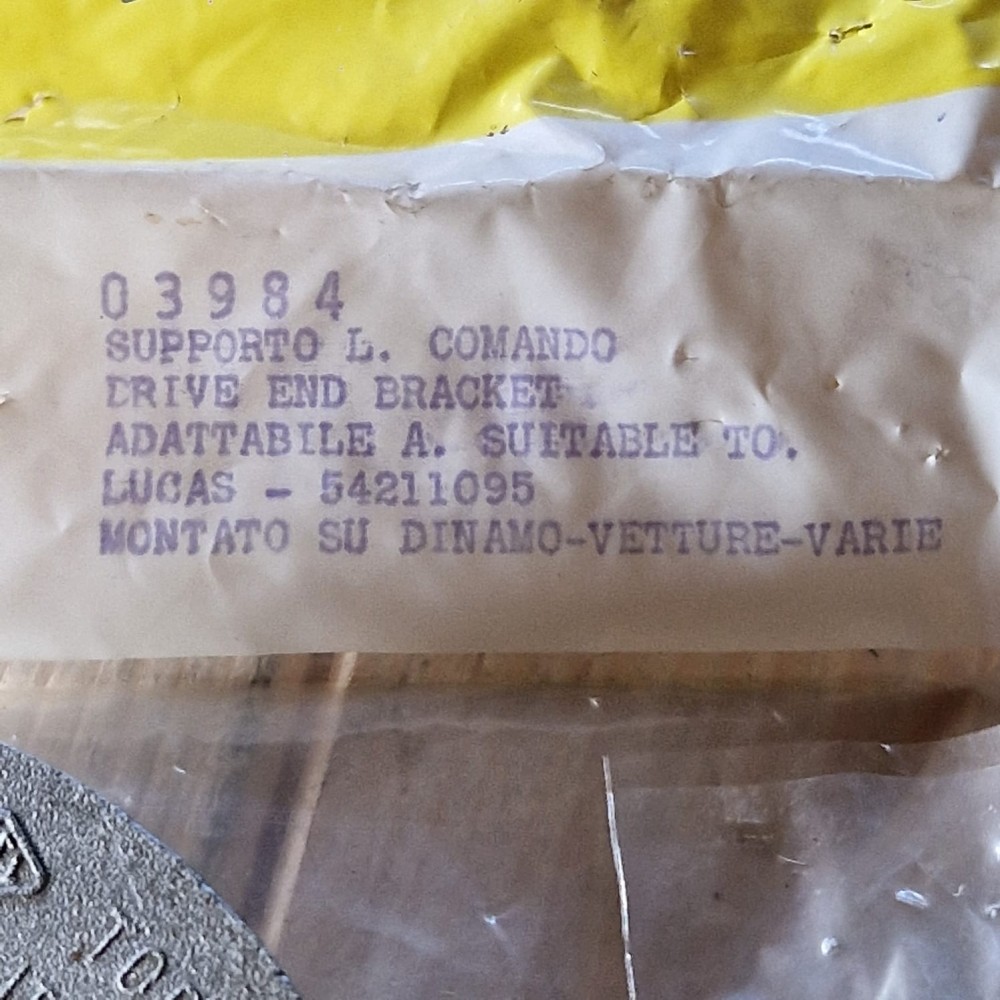 03984
SUPPORTO L. COMANDO
DRIVE END BRACKET
ADATTABILE A. SUITABLE TO.
LUCAS - 54211095
MONTATO SU DINAMO-VETTURE-VARIE